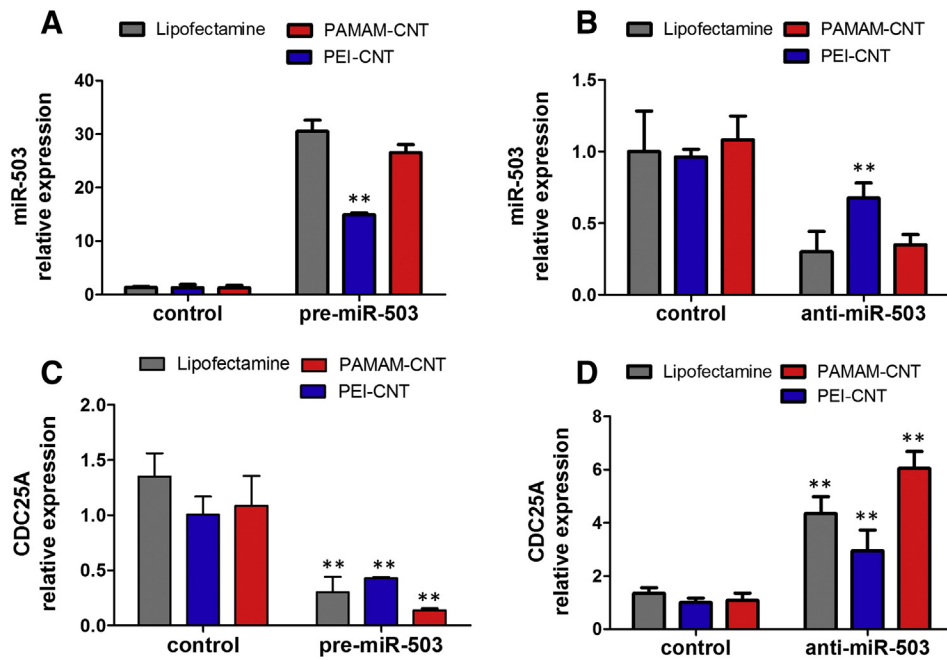 A
Lipofectamine PAMAM-CNT
PEI-CNT
miR-503
relative expression
40
30
20
10
0
**
control pre-miR-503
B
Lipofectamine PAMAM-CNT
PEI-CNT
miR-503
relative expression
1.5
1.0
0.5
0.0
**
control anti-miR-503
C
Lipofectamine PAMAM-CNT
PEI-CNT
CDC25A
relative expression
2.0
1.5
1.0
0.5
0.0
** ** **
control pre-miR-503
D
Lipofectamine PAMAM-CNT
PEI-CNT
CDC25A
relative expression
8
6
4
2
0
** ** **
control anti-miR-503